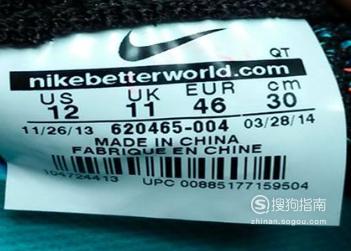 QT
nikebetterworld.com
US UK EUR cm
12 11 46 30
11/26/13 620465-004 03/28/14
MADE IN CHINA
FABRIQUE EN CHINE
104724413
UPC 00885177159504
S 搜狗指南
zhinan.sogou.com